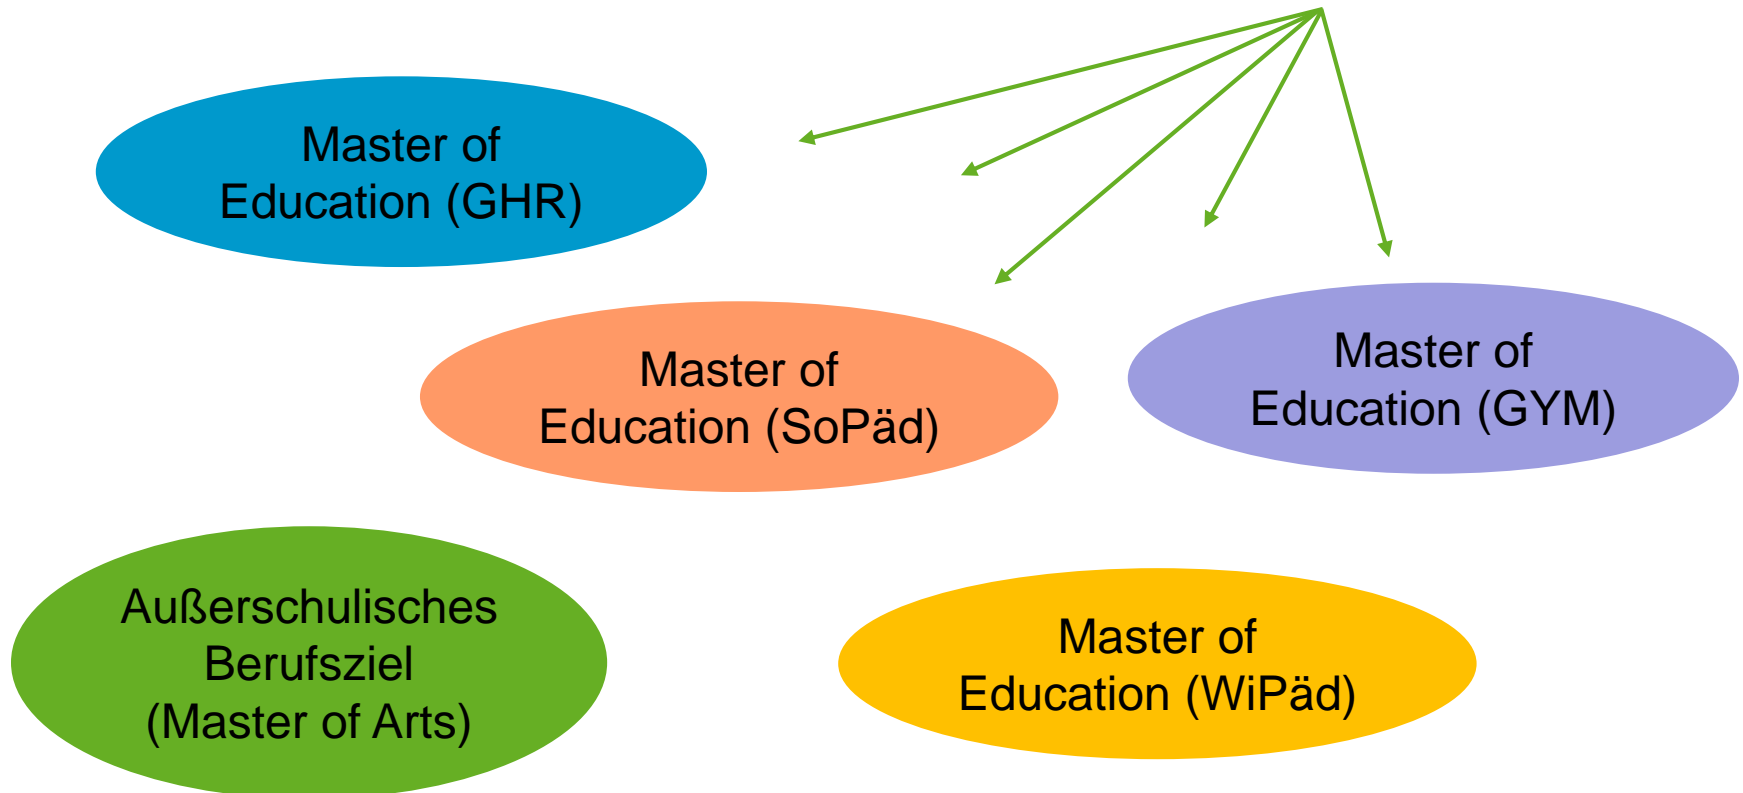 Master of
Education (GHR)
Master of
Education (SoPäd)
Master of
Education (GYM)
Außerschulisches
Berufsziel
(Master of Arts)
Master of
Education (WiPäd)